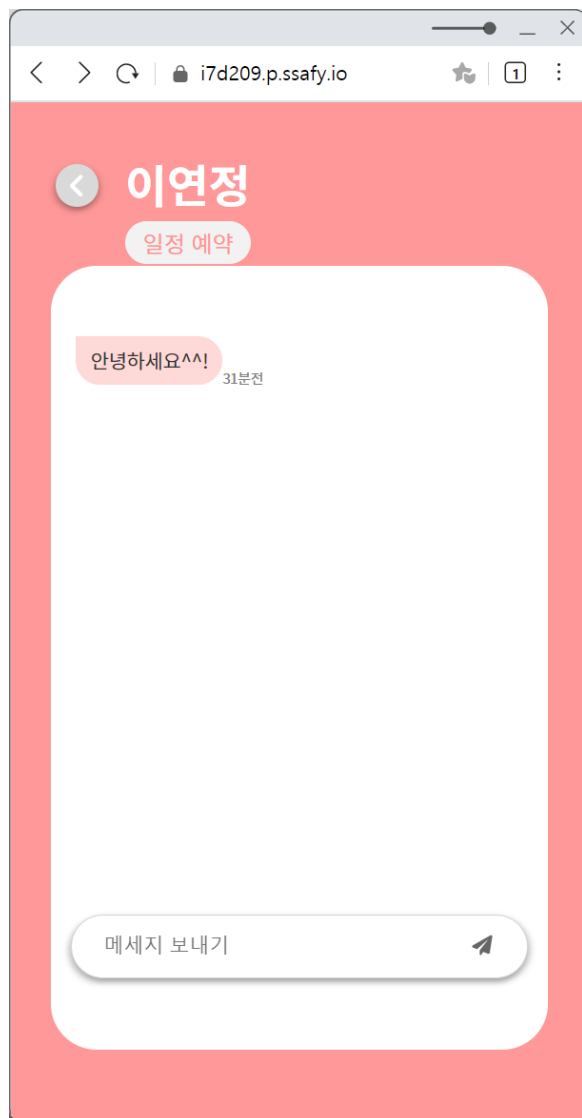 i7d209.p.ssafy.io
1
이연정
일정 예약
안녕하세요^^!
31분전
메세지 보내기